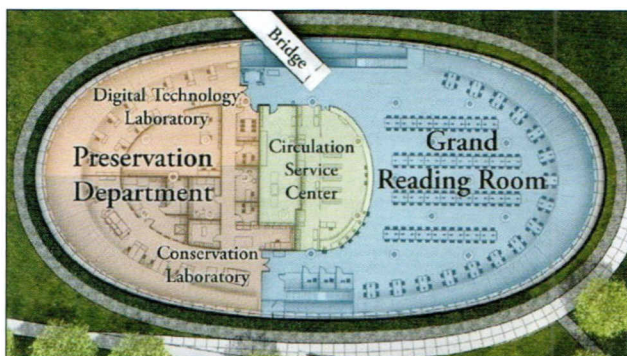 Bridge
Digital Technology
Laboratory
Preservation
Department
Circulation
Service
Center
Grand
Reading Room
Conservation
Laboratory